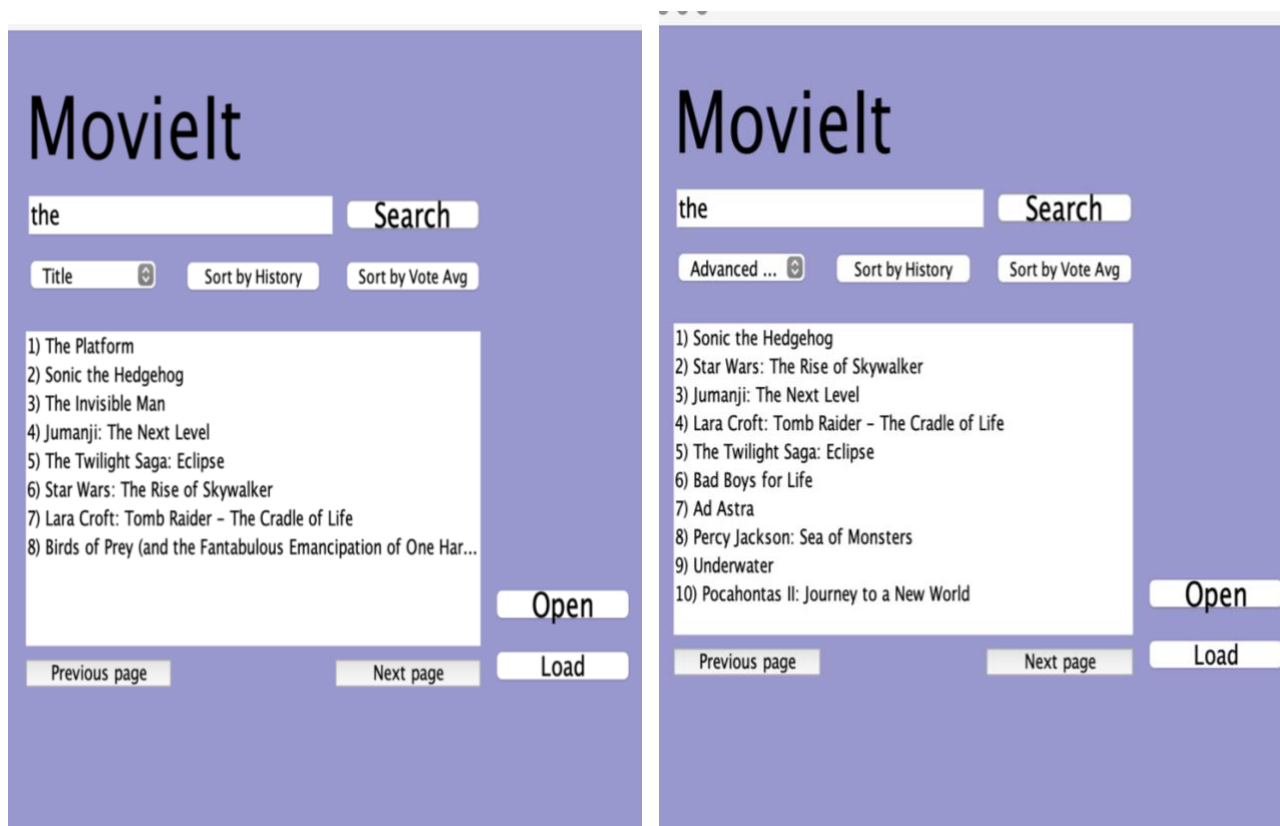 MovieIt
the
Search
Title
Sort by History
Sort by Vote Avg
1) The Platform
2) Sonic the Hedgehog
3) The Invisible Man
4) Jumanji: The Next Level
5) The Twilight Saga: Eclipse
6) Star Wars: The Rise of Skywalker
7) Lara Croft: Tomb Raider – The Cradle of Life
8) Birds of Prey (and the Fantabulous Emancipation of One Har...
Open
Previous page
Next page
Load
MovieIt
the
Search
Advanced ...
Sort by History
Sort by Vote Avg
1) Sonic the Hedgehog
2) Star Wars: The Rise of Skywalker
3) Jumanji: The Next Level
4) Lara Croft: Tomb Raider – The Cradle of Life
5) The Twilight Saga: Eclipse
6) Bad Boys for Life
7) Ad Astra
8) Percy Jackson: Sea of Monsters
9) Underwater
10) Pocahontas II: Journey to a New World
Open
Previous page
Next page
Load